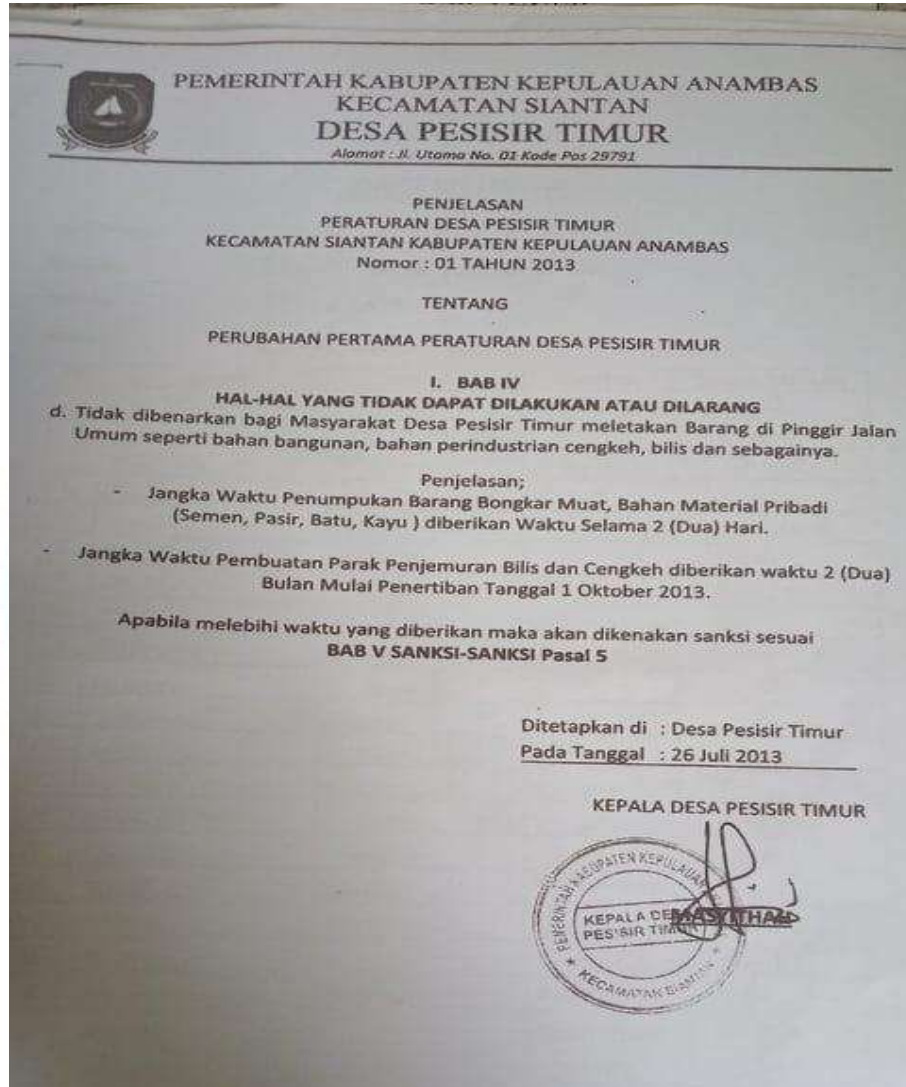 PEMERINTAH KABUPATEN KEPULAUAN ANAMBAS
KECAMATAN SIANTAN
DESA PESISIR TIMUR
Alamat : Jl. Utama No. 01 Kode Pos 29791
PENJELASAN
PERATURAN DESA PESISIR TIMUR
KECAMATAN SIANTAN KABUPATEN KEPULAUAN ANAMBAS
Nomor : 01 TAHUN 2013
TENTANG
PERUBAHAN PERTAMA PERATURAN DESA PESISIR TIMUR
I. BAB IV
HAL-HAL YANG TIDAK DAPAT DILAKUKAN ATAU DILARANG
d. Tidak dibenarkan bagi Masyarakat Desa Pesisir Timur meletakan Barang di Pinggir Jalan
Umum seperti bahan bangunan, bahan perindustrian cengkeh, bilis dan sebagainya.
Penjelasan;
- Jangka Waktu Penumpukan Barang Bongkar Muat, Bahan Material Pribadi
(Semen, Pasir, Batu, Kayu ) diberikan Waktu Selama 2 (Dua) Hari.
- Jangka Waktu Pembuatan Parak Penjemuran Bilis dan Cengkeh diberikan waktu 2 (Dua)
Bulan Mulai Penertiban Tanggal 1 Oktober 2013.
Apabila melebihi waktu yang diberikan maka akan dikenakan sanksi sesuai
BAB V SANKSI-SANKSI Pasal 5
Ditetapkan di : Desa Pesisir Timur
Pada Tanggal : 26 Juli 2013
KEPALA DESA PESISIR TIMUR
PEMERINTAH KABUPATEN KEPULAUAN
KEPALA DE
PESISIR TIMUR
KECAMATAN SIANTAN